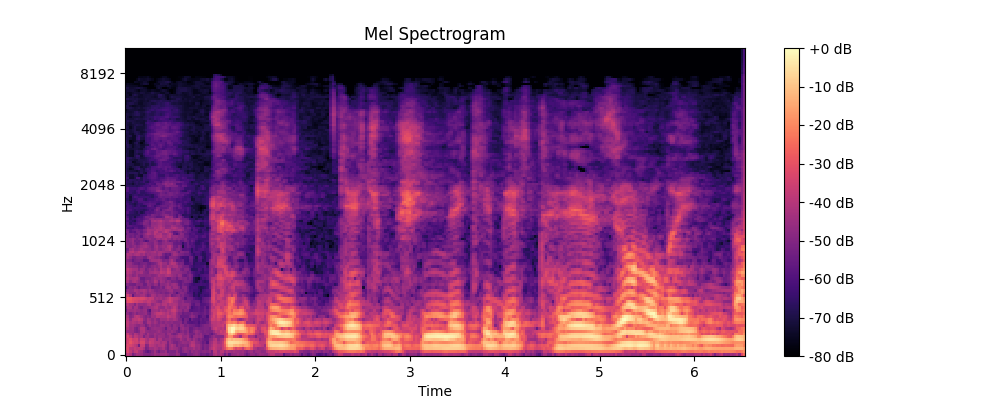 Mel Spectrogram
Hz
8192
4096
2048
1024
512
0
0 1 2 3 4 5 6
Time
+0 dB
-10 dB
-20 dB
-30 dB
-40 dB
-50 dB
-60 dB
-70 dB
-80 dB